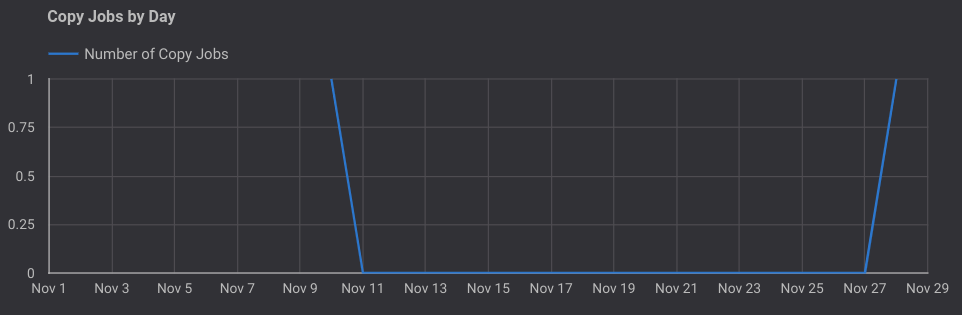 Copy Jobs by Day
Number of Copy Jobs
1
0.75
0.5
0.25
0
Nov 1 Nov 3 Nov 5 Nov 7 Nov 9 Nov 11 Nov 13 Nov 15 Nov 17 Nov 19 Nov 21 Nov 23 Nov 25 Nov 27 Nov 29